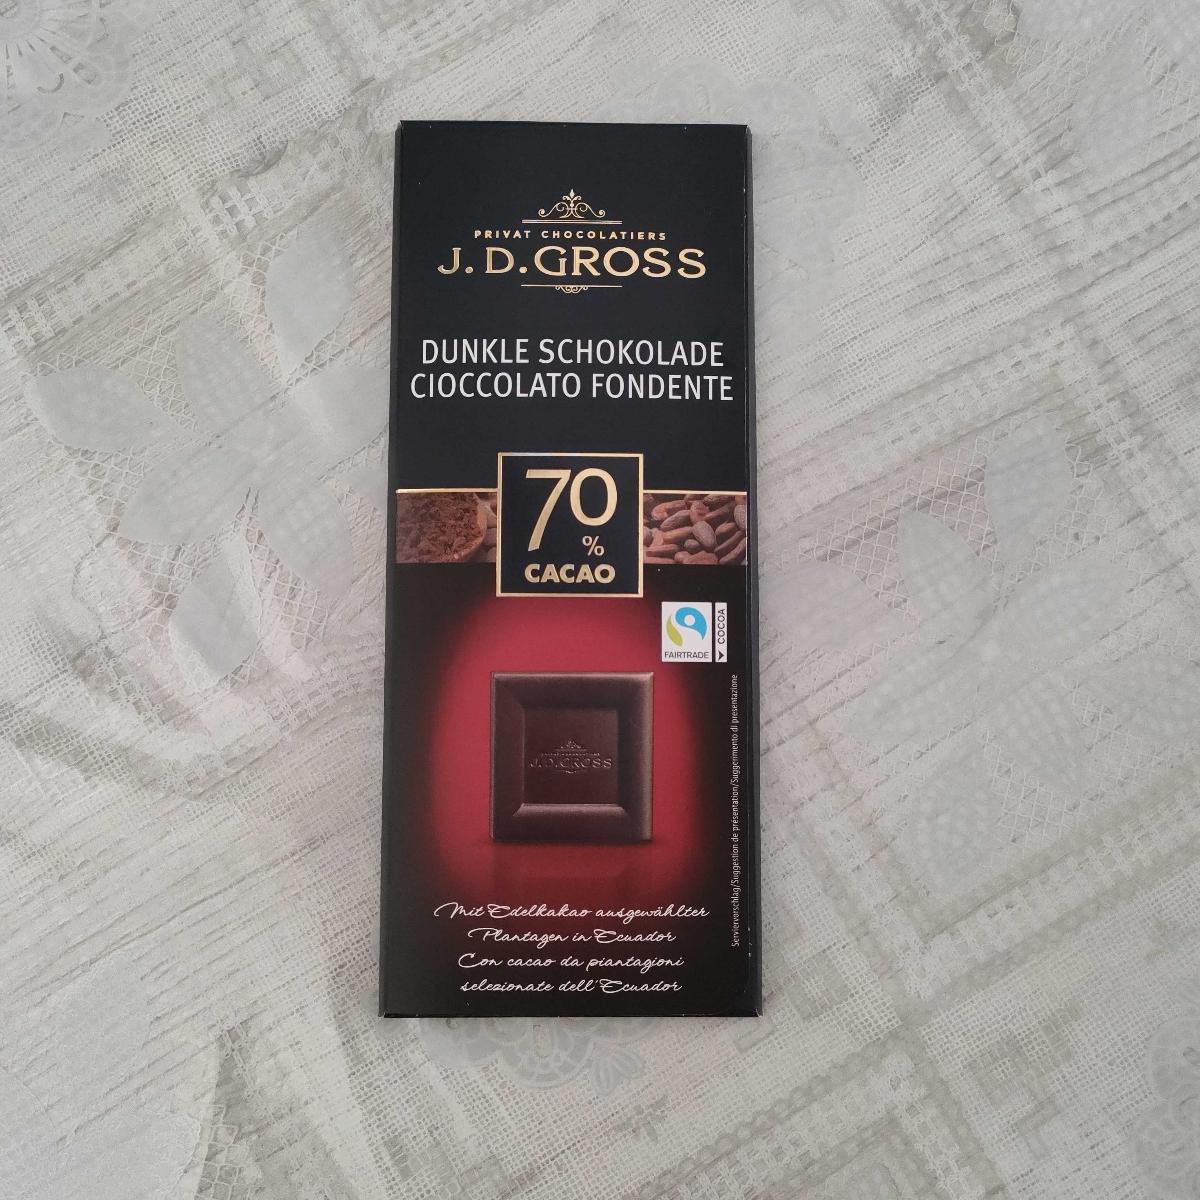 PRIVAT CHOCOLATIERS
J.D.GROSS
DUNKLE SCHOKOLADE
CIOCCOLATO FONDENTE
70
%
CACAO
FAIRTRADE
COCOA
J.D.GROSS
Serviervorschlag/Suggestion de présentation/Suggerimento di presentazione
Mit Edelkakao ausgewählter
Plantagen in Ecuador
Con cacao da piantagioni
selezionate dell'Ecuador